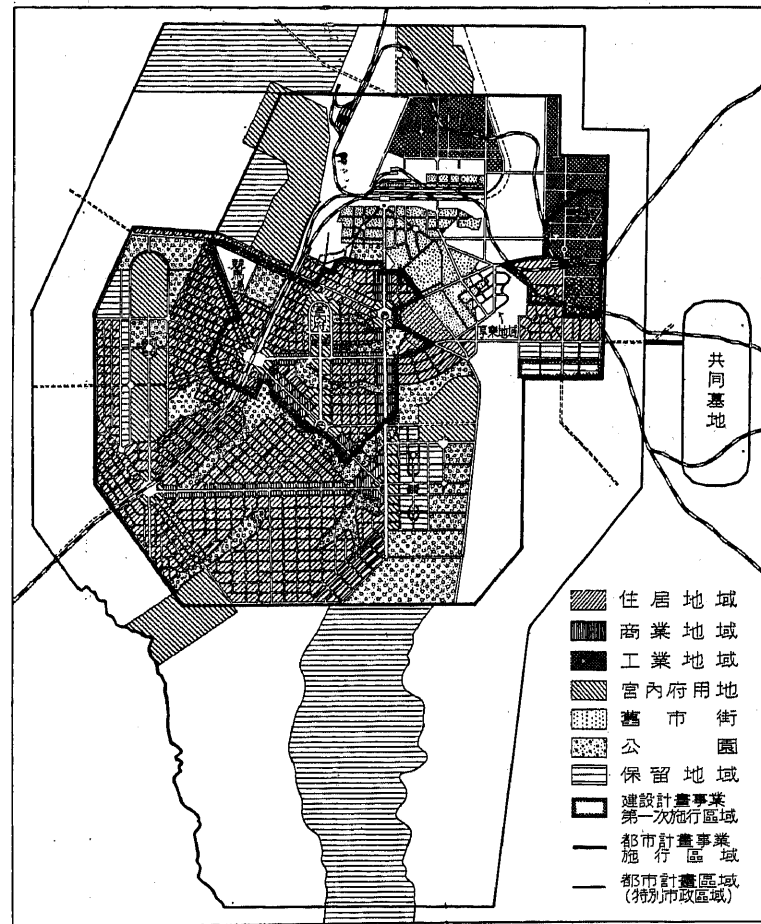 共同墓地
住居地域
商業地域
工業地域
宮内府用地
舊市街
公園
保留地域
建設計畫事業
第一次施行區域
都市計畫事業
施行區域
都市計畫區域
(特別市政區域)